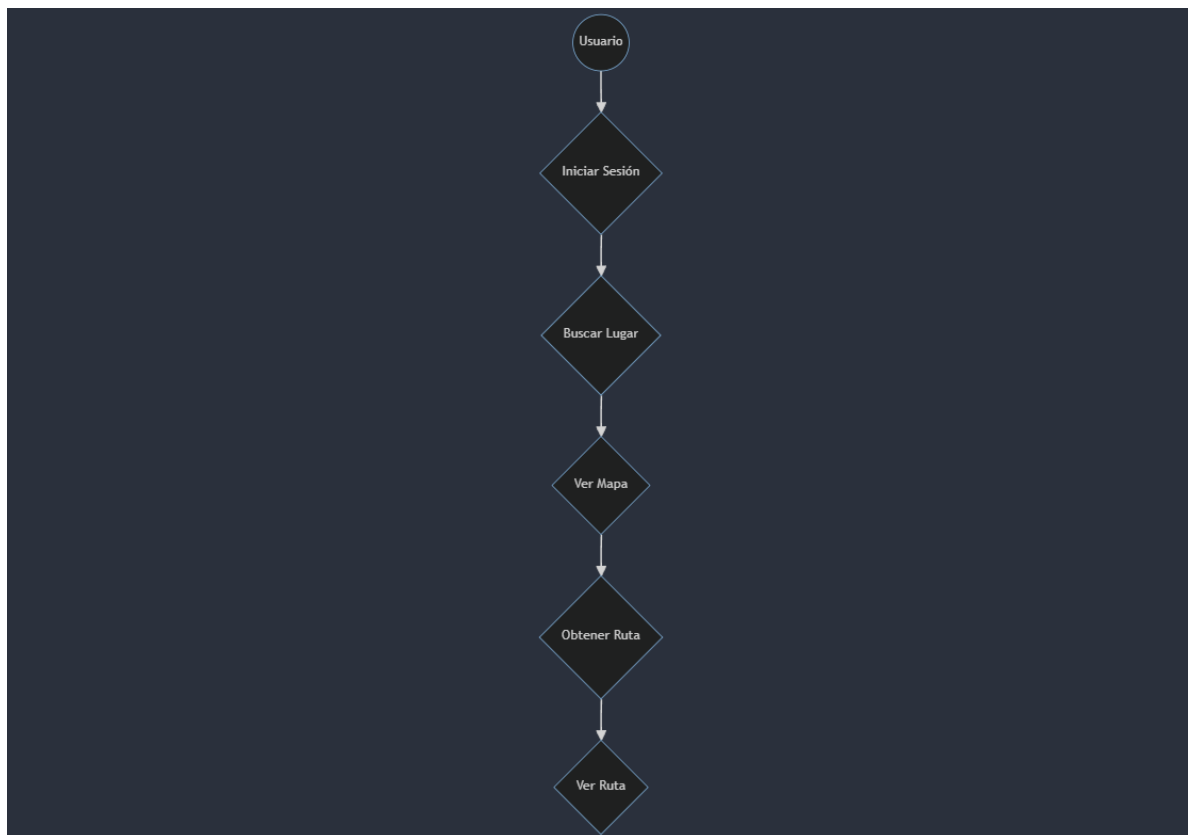 Usuario
Iniciar Sesión
Buscar Lugar
Ver Mapa
Obtener Ruta
Ver Ruta